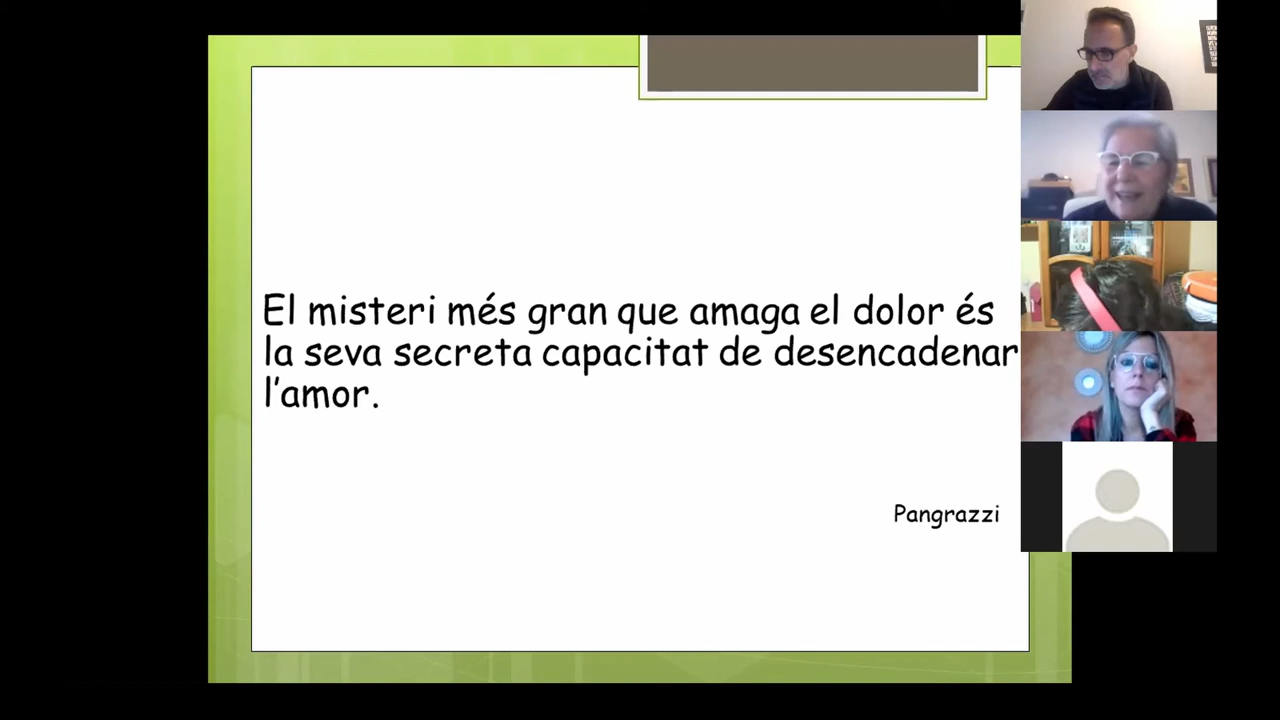 El misteri més gran que amaga el dolor és
la seva secreta capacitat de desencadenar
l’amor.
Pangrazzi